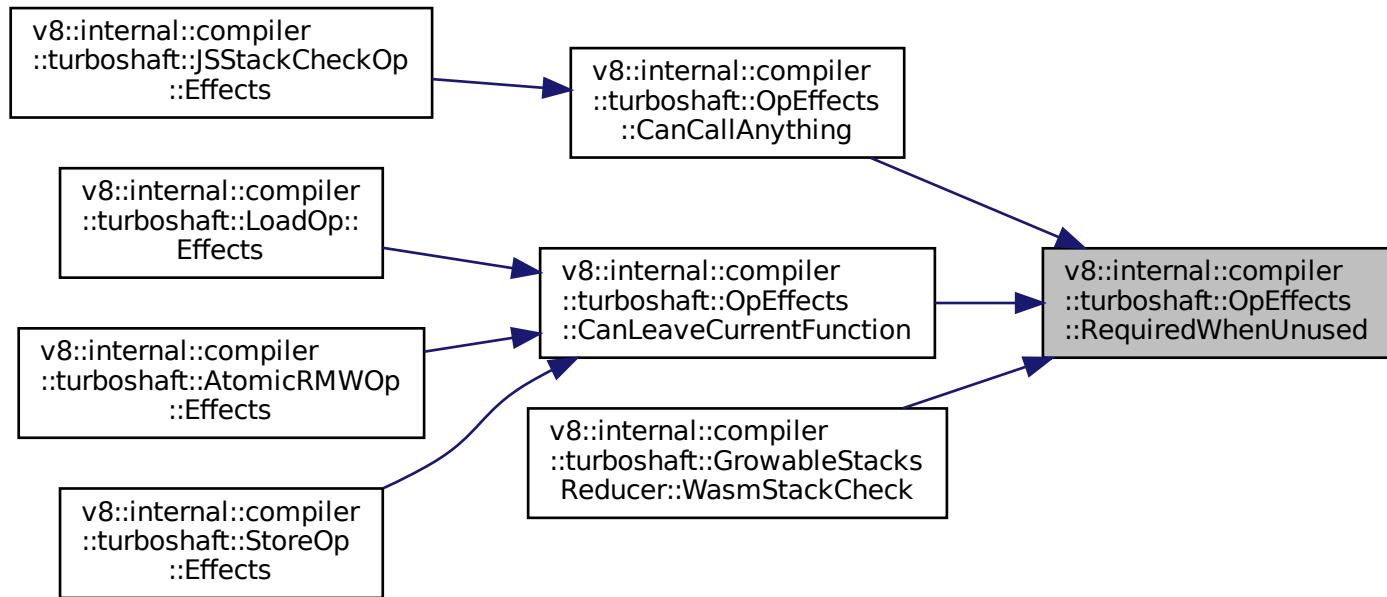 v8::internal::compiler
::turboshaft::JSStackCheckOp
::Effects
v8::internal::compiler
::turboshaft::OpEffects
::CanCallAnything
v8::internal::compiler
::turboshaft::LoadOp::
Effects
v8::internal::compiler
::turboshaft::OpEffects
::CanLeaveCurrentFunction
v8::internal::compiler
::turboshaft::OpEffects
::RequiredWhenUnused
v8::internal::compiler
::turboshaft::AtomicRMWOp
::Effects
v8::internal::compiler
::turboshaft::GrowableStacks
Reducer::WasmStackCheck
v8::internal::compiler
::turboshaft::StoreOp
::Effects